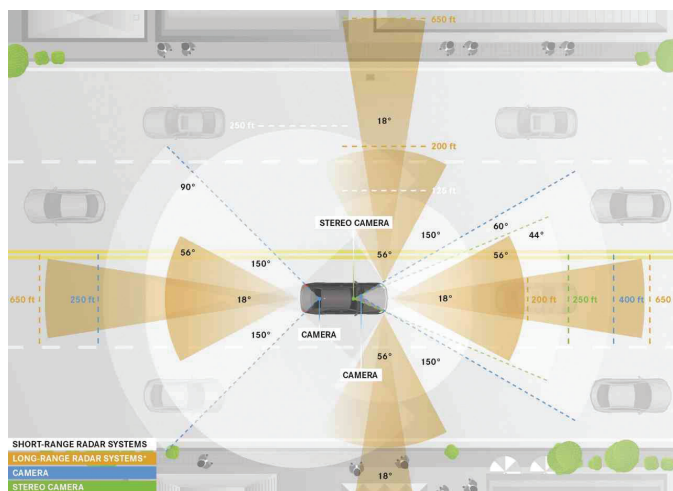 650 ft
18°
250 ft
200 ft
125 ft
90°
STEREO CAMERA
150°
60°
44°
56°
150°
56°
56°
650 ft
250 ft
18°
18°
200 ft
250 ft
400 ft
650
150°
CAMERA
CAMERA
56°
150°
18°
SHORT-RANGE RADAR SYSTEMS
LONG-RANGE RADAR SYSTEMS*
CAMERA
STEREO CAMERA